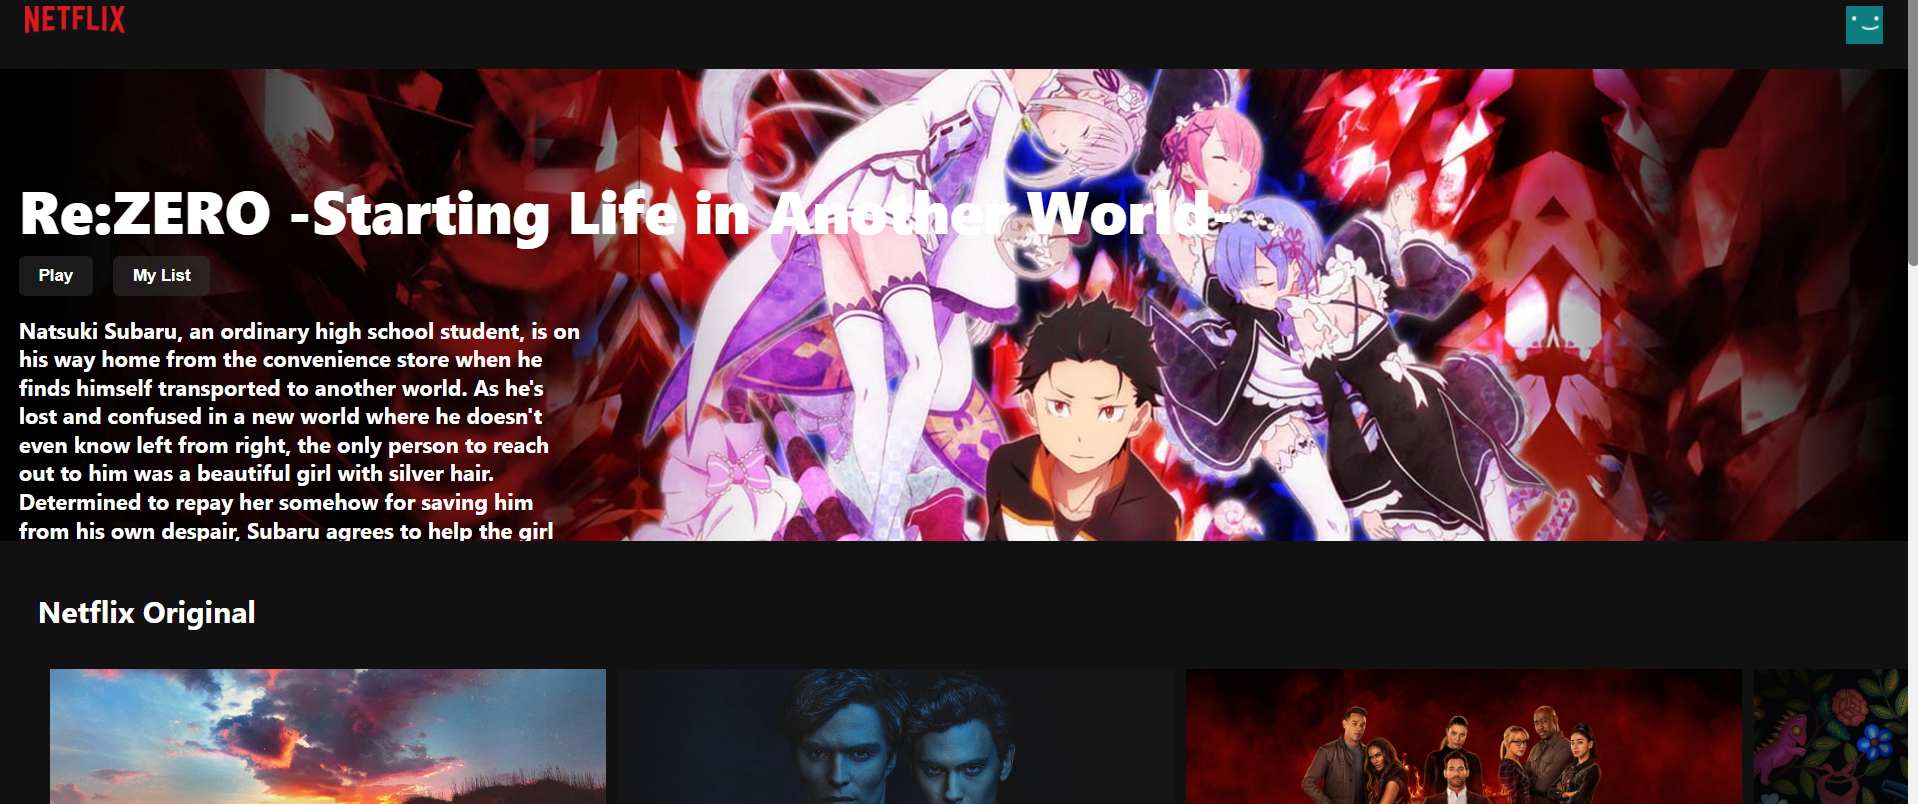 NETFLIX
Re:ZERO -Starting Life in Another World-
Play
My List
Natsuki Subaru, an ordinary high school student, is on
his way home from the convenience store when he
finds himself transported to another world. As he's
lost and confused in a new world where he doesn't
even know left from right, the only person to reach
out to him was a beautiful girl with silver hair.
Determined to repay her somehow for saving him
from his own despair, Subaru agrees to help the girl
Netflix Original